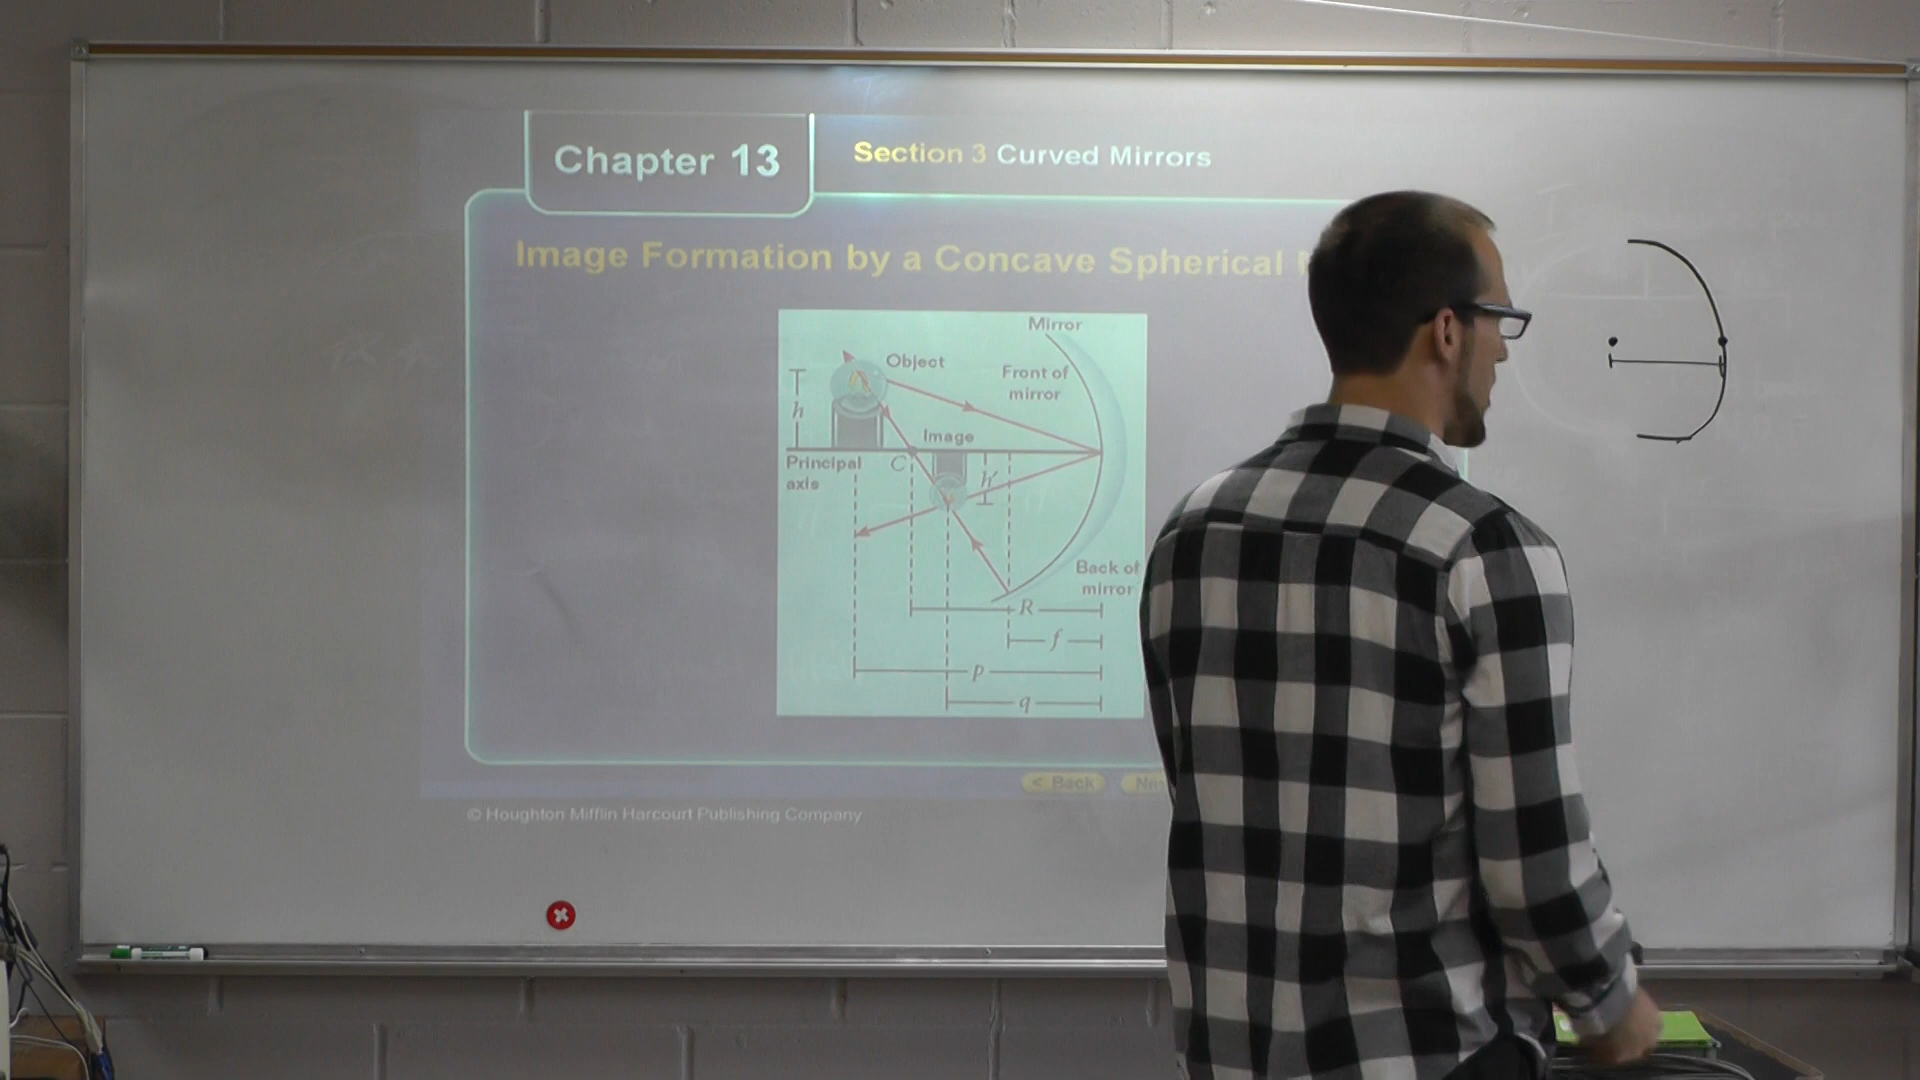 Chapter 13
Section 3 Curved Mirrors
Image Formation by a Concave Spherical
Mirror
Object
Front of
mirror
h
Image
Principal
axis
C
h'
Back of
mirror
R
f
p
q
< Back
© Houghton Mifflin Harcourt Publishing Company